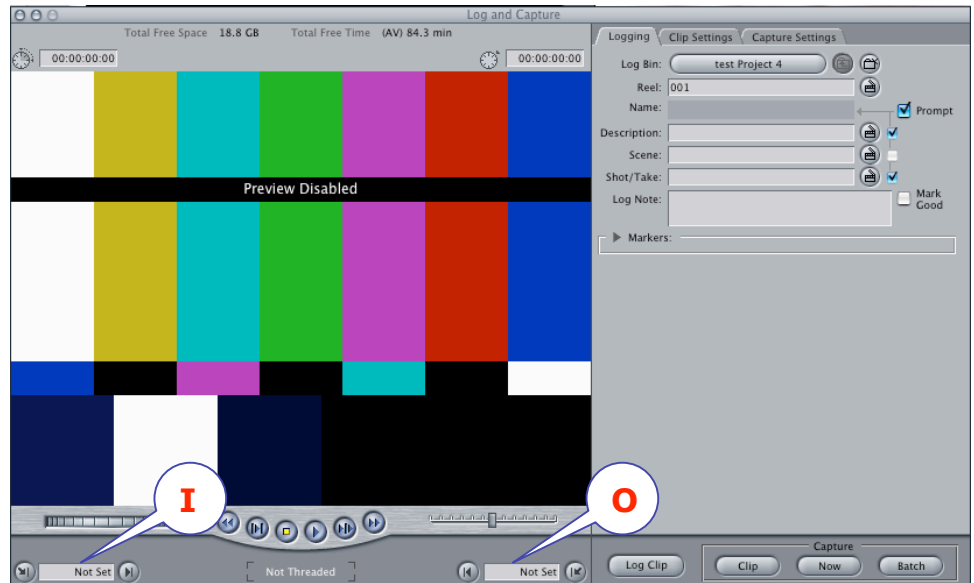 Log and Capture
Total Free Space 18.8 GB Total Free Time (AV) 84.3 min
00:00:00:00
00:00:00:00
Preview Disabled
I
O
Not Set
Not Threaded
Not Set
Logging
Clip Settings
Capture Settings
Log Bin: test Project 4
Reel: 001
Name:
Prompt
Description:
Scene:
Shot/Take:
Log Note:
Mark
Good
Markers:
Capture
Log Clip
Clip
Now
Batch